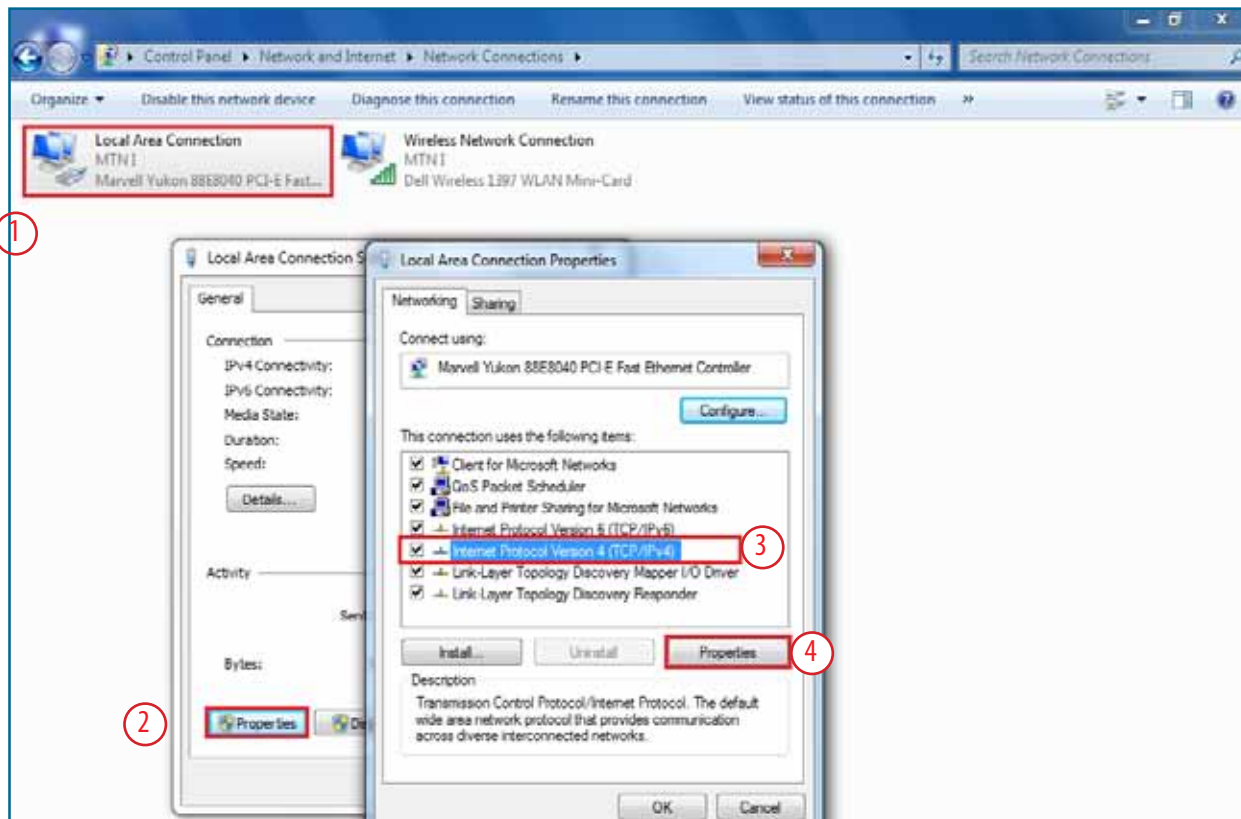 Control Panel ▸ Network and Internet ▸ Network Connections ▸
Search Network Connections
Organize ▾ Disable this network device Diagnose this connection Rename this connection View status of this connection »
Local Area Connection
MTN I
Marvell Yukon 88E8040 PCI-E Fast...
Wireless Network Connection
MTN I
Dell Wireless 1397 WLAN Mini-Card
1
Local Area Connection S
General
Connection
IPv4 Connectivity:
IPv6 Connectivity:
Media State:
Duration:
Speed:
Details...
Activity
Sent
Bytes:
2
Properties
Local Area Connection Properties
Networking Sharing
Connect using:
Marvell Yukon 88E8040 PCI-E Fast Ethernet Controller
Configure...
This connection uses the following items:
Client for Microsoft Networks
QoS Packet Scheduler
File and Printer Sharing for Microsoft Networks
Internet Protocol Version 6 (TCP/IPv6)
Internet Protocol Version 4 (TCP/IPv4)
3
Link-Layer Topology Discovery Mapper I/O Driver
Link-Layer Topology Discovery Responder
Install... Uninstall Properties
4
Description
Transmission Control Protocol/Internet Protocol. The default
wide area network protocol that provides communication
across diverse interconnected networks.
OK Cancel